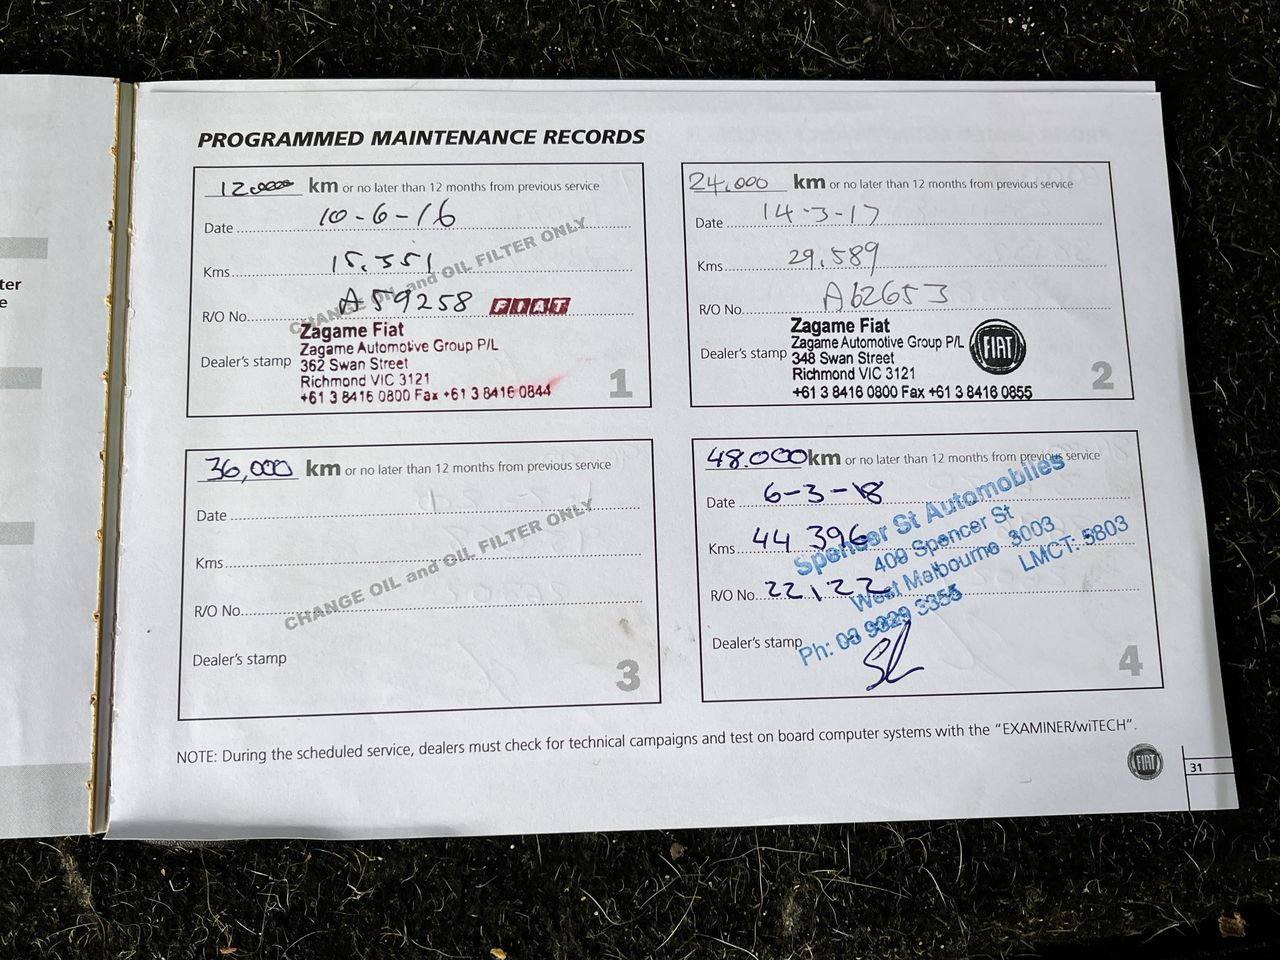 ter
e
PROGRAMMED MAINTENANCE RECORDS
12000 km or no later than 12 months from previous service
Date 10-6-16
Kms 15.551
R/O No. A59258 FIAT
CHANGE OIL and OIL FILTER ONLY
Dealer's stamp
Zagame Fiat
Zagame Automotive Group P/L
362 Swan Street
Richmond VIC 3121
+61 3 8416 0800 Fax +61 3 8416 0844
1
24,000 km or no later than 12 months from previous service
Date 14-3-17
Kms 29,589
R/O No. A62653
Dealer's stamp
Zagame Fiat
Zagame Automotive Group P/L
348 Swan Street
Richmond VIC 3121
+61 3 8416 0800 Fax +61 3 8416 0855
FIAT
2
36,000 km or no later than 12 months from previous service
Date
Kms
R/O No.
CHANGE OIL and OIL FILTER ONLY
Dealer's stamp
3
48.000 km or no later than 12 months from previous service
Date 6-3-18
Kms 44 396
R/O No. 22122
Dealer's stamp
Spencer St Automobiles
409 Spencer St
West Melbourne 3003
Ph: 03 9329 3355 LMCT: 5803
4
NOTE: During the scheduled service, dealers must check for technical campaigns and test on board computer systems with the "EXAMINER/wiTECH".
FIAT
31